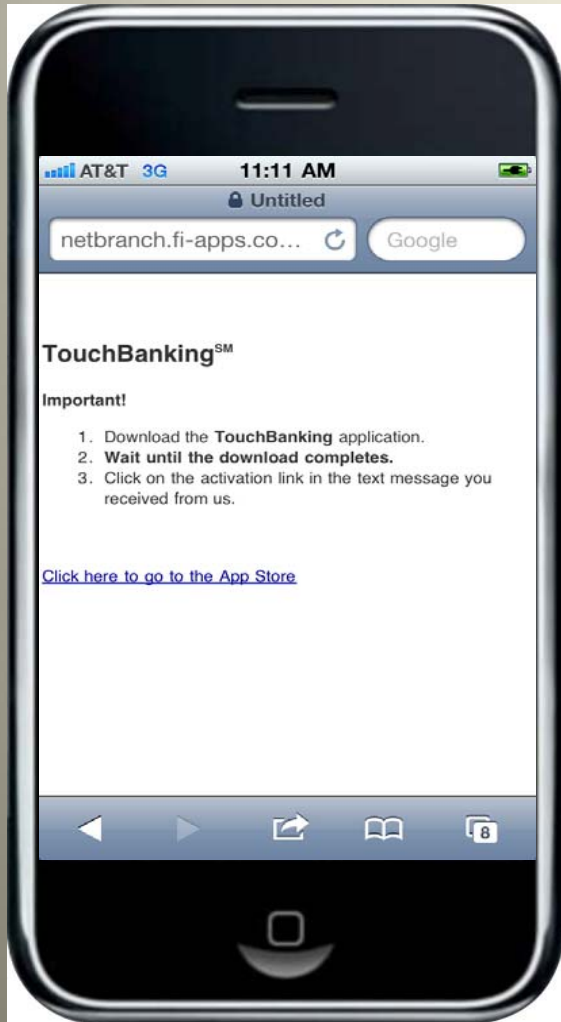 AT&T 3G 11:11 AM
Untitled
netbranch.fi-apps.co... Google
TouchBanking℠
Important!
1. Download the TouchBanking application.
2. Wait until the download completes.
3. Click on the activation link in the text message you
received from us.
Click here to go to the App Store
8